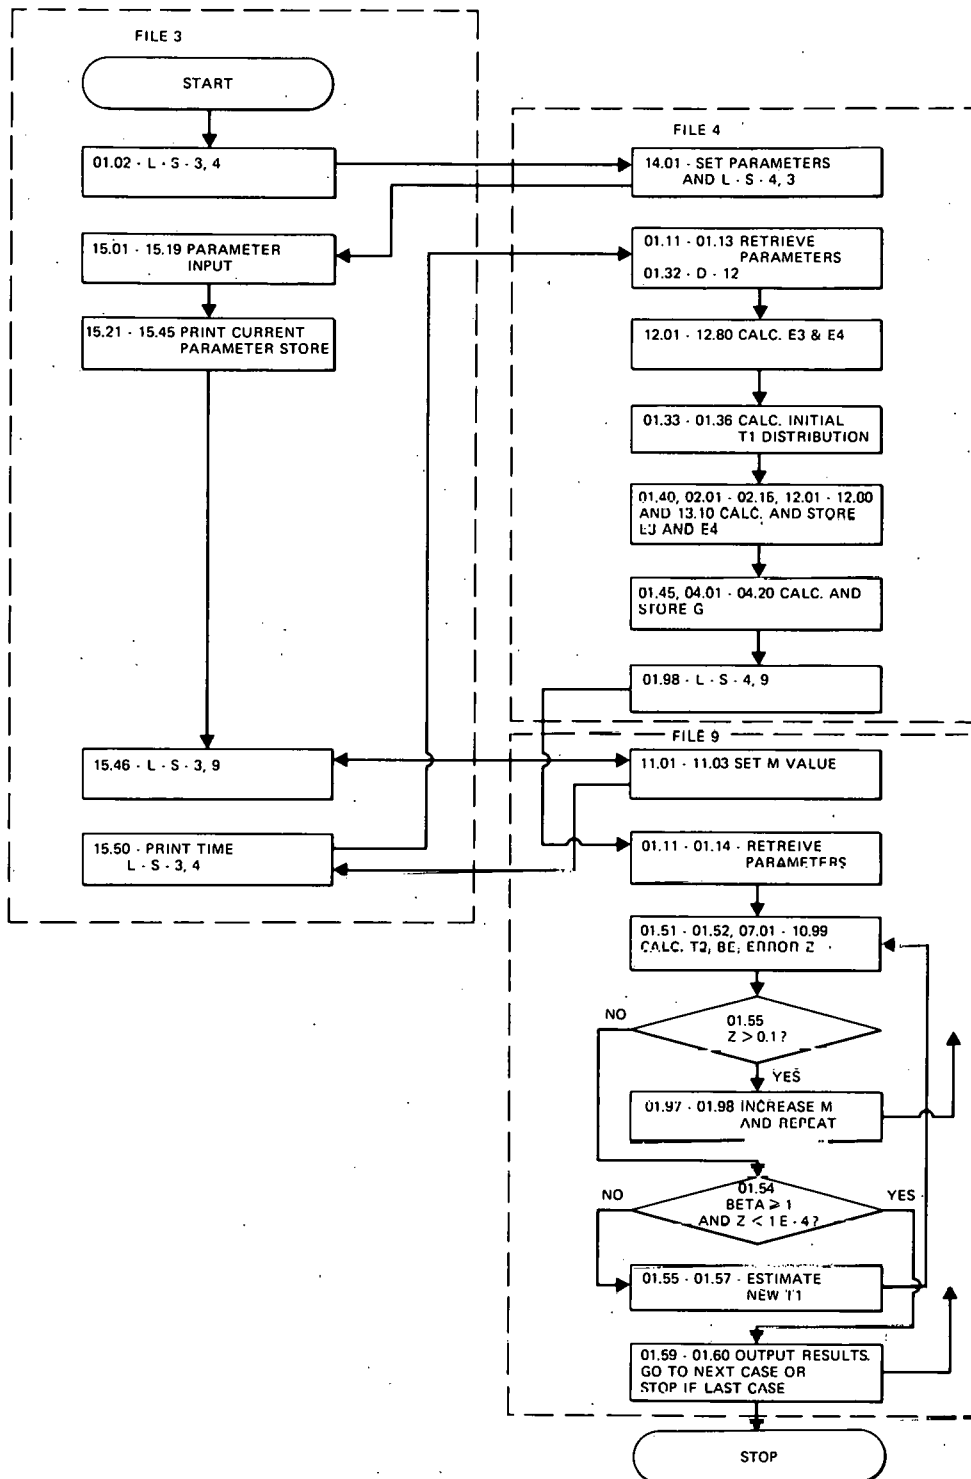 FILE 3
START
01.02 - L - S - 3, 4
15.01 - 15.19 PARAMETER
INPUT
15.21 - 15.45 PRINT CURRENT
PARAMETER STORE
15.46 - L - S - 3, 9
15.50 - PRINT TIME
L - S - 3, 4
FILE 4
14.01 - SET PARAMETERS
AND L - S - 4, 3
01.11 - 01.13 RETRIEVE
PARAMETERS
01.32 - D - 12
12.01 - 12.80 CALC. E3 & E4
01.33 - 01.36 CALC. INITIAL
T1 DISTRIBUTION
01.40, 02.01 - 02.16, 12.01 - 12.00
AND 13.10 CALC. AND STORE
E3 AND E4
01.45, 04.01 - 04.20 CALC. AND
STORE G
01.98 - L - S - 4, 9
FILE 9
11.01 - 11.03 SET M VALUE
01.11 - 01.14 - RETREIVE
PARAMETERS
01.51 - 01.52, 07.01 - 10.99
CALC. T2, BE, ERROR Z
NO
01.55
Z > 0.1?
YES
01.97 - 01.98 INCREASE M
AND REPEAT
NO
01.54
YES
BETA ≥ 1
AND Z < 1E-4?
01.55 - 01.57 - ESTIMATE
NEW T1
01.59 - 01.60 OUTPUT RESULTS.
GO TO NEXT CASE OR
STOP IF LAST CASE
STOP